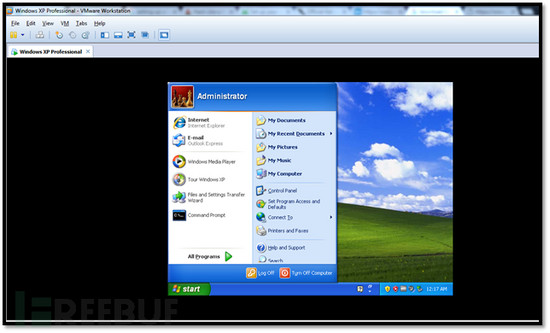 Windows XP Professional - VMware Workstation
File Edit View VM Tabs Help
Windows XP Professional
Administrator
Internet
Internet Explorer
E-mail
Outlook Express
Windows Media Player
Tour Windows XP
Files and Settings Transfer
Wizard
Command Prompt
All Programs
My Documents
My Recent Documents
My Pictures
My Music
My Computer
Control Panel
Set Program Access and
Defaults
Connect To
Printers and Faxes
Help and Support
Search
Log Off
Turn Off Computer
start
12:17 AM
REEBUF